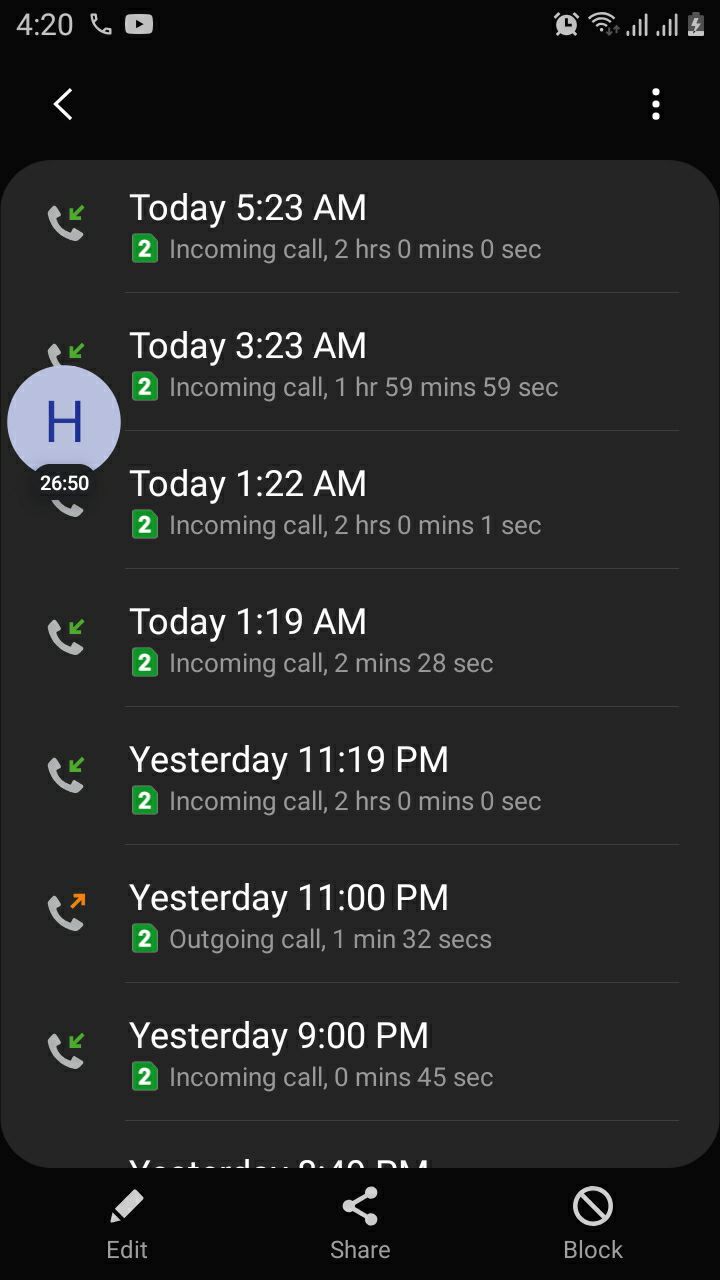 4:20
Today 5:23 AM
2 Incoming call, 2 hrs 0 mins 0 sec
Today 3:23 AM
2 Incoming call, 1 hr 59 mins 59 sec
H
26:50
Today 1:22 AM
2 Incoming call, 2 hrs 0 mins 1 sec
Today 1:19 AM
2 Incoming call, 2 mins 28 sec
Yesterday 11:19 PM
2 Incoming call, 2 hrs 0 mins 0 sec
Yesterday 11:00 PM
2 Outgoing call, 1 min 32 secs
Yesterday 9:00 PM
2 Incoming call, 0 mins 45 sec
Edit
Share
Block